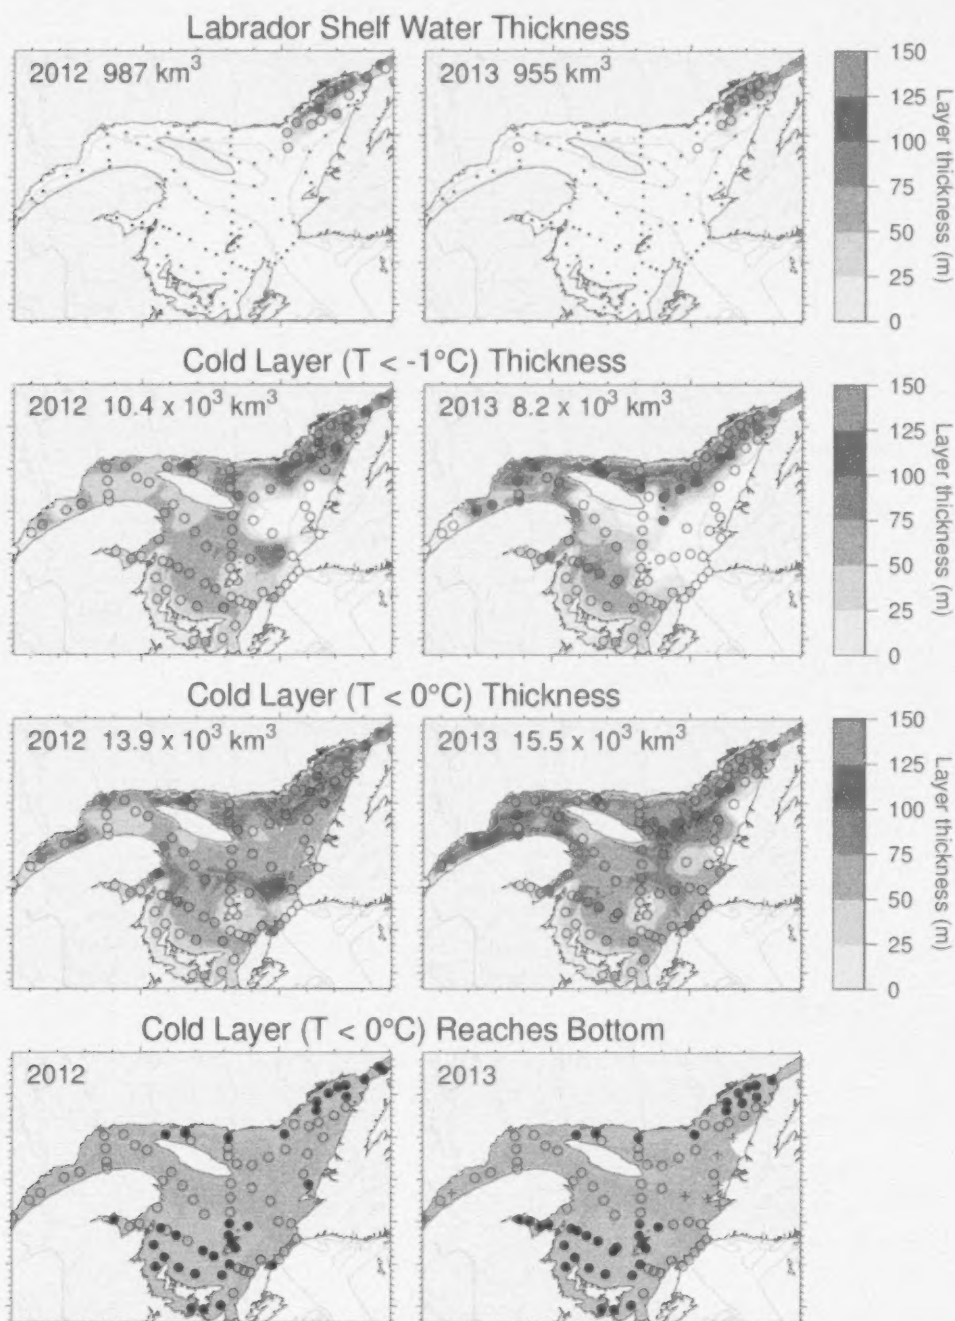 Labrador Shelf Water Thickness
2012 987 km³
2013 955 km³
150
125
100
75
50
25
0
Layer thickness (m)
Cold Layer (T < -1°C) Thickness
2012 10.4 x 10³ km³
2013 8.2 x 10³ km³
150
125
100
75
50
25
0
Layer thickness (m)
Cold Layer (T < 0°C) Thickness
2012 13.9 x 10³ km³
2013 15.5 x 10³ km³
150
125
100
75
50
25
0
Layer thickness (m)
Cold Layer (T < 0°C) Reaches Bottom
2012
2013